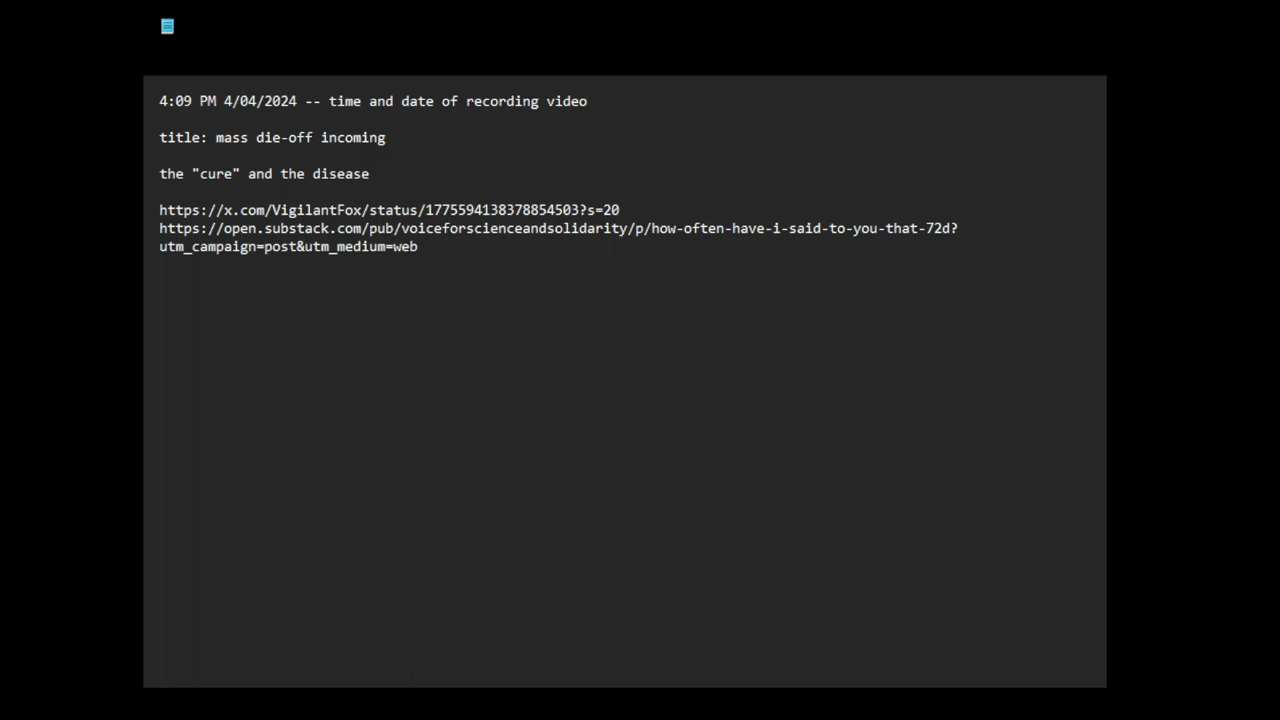 4:09 PM 4/04/2024 -- time and date of recording video
title: mass die-off incoming
the "cure" and the disease
https://x.com/VigilantFox/status/1775594138378854503?s=20
https://open.substack.com/pub/voiceforscienceandsolidarity/p/how-often-have-i-said-to-you-that-72d?
utm_campaign=post&utm_medium=web